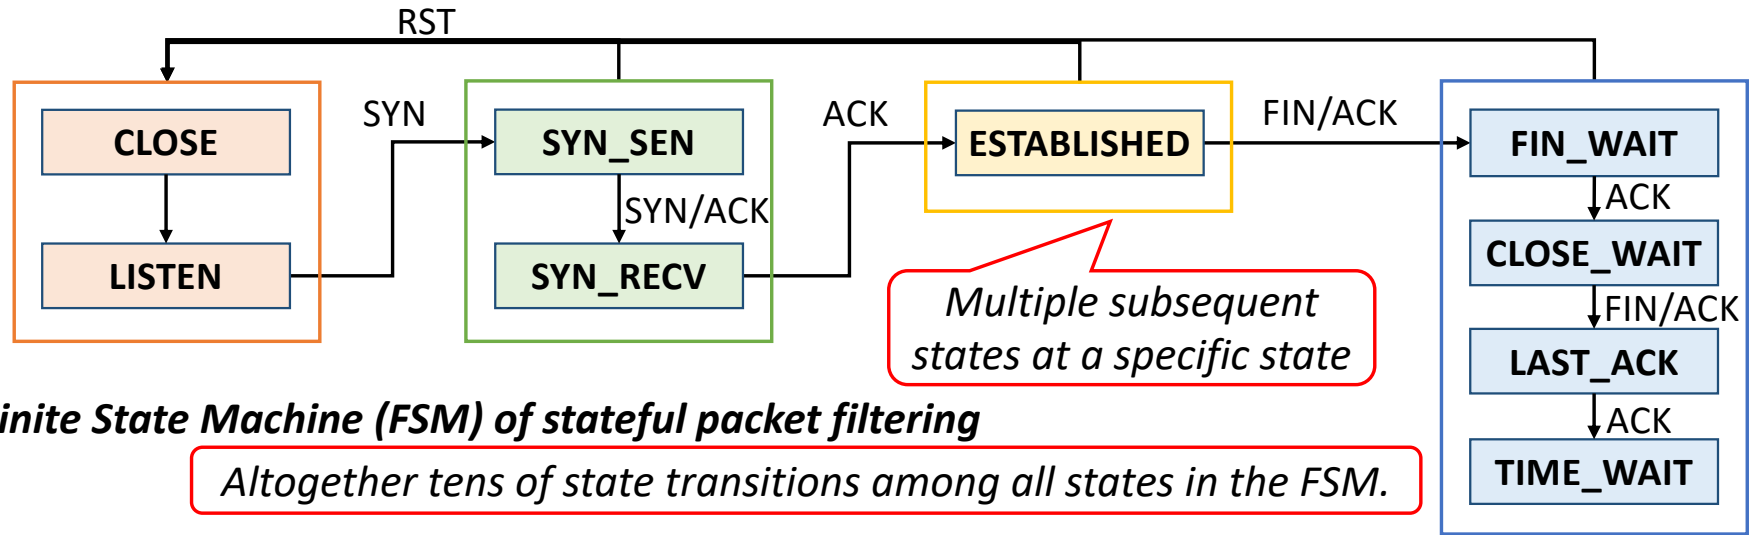 RST
SYN
ACK
FIN/ACK
CLOSE
SYN_SEN
ESTABLISHED
FIN_WAIT
SYN/ACK
ACK
LISTEN
SYN_RECV
CLOSE_WAIT
Multiple subsequent
states at a specific state
FIN/ACK
LAST_ACK
inite State Machine (FSM) of stateful packet filtering
ACK
Altogether tens of state transitions among all states in the FSM.
TIME_WAIT